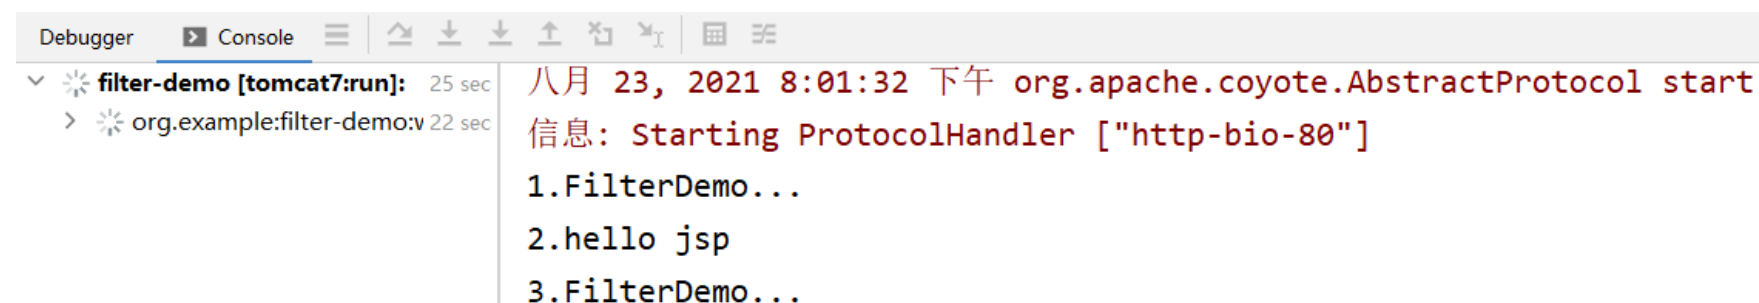 Debugger Console
filter-demo [tomcat7:run]: 25 sec
org.example:filter-demo:v 22 sec
八月 23, 2021 8:01:32 下午 org.apache.coyote.AbstractProtocol start
信息: Starting ProtocolHandler ["http-bio-80"]
1.FilterDemo...
2.hello jsp
3.FilterDemo...